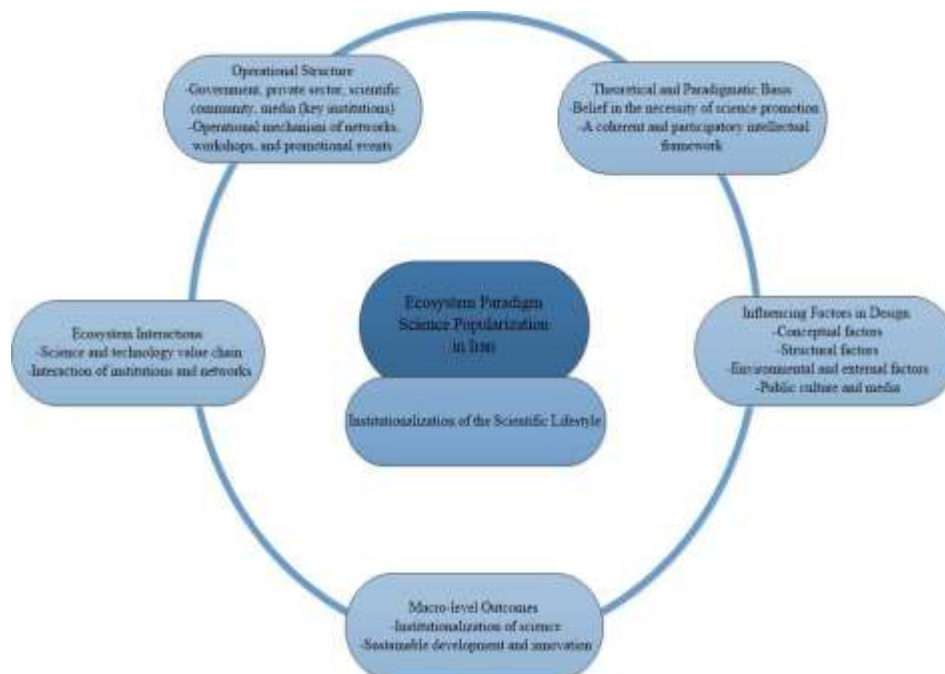 Operational Structure
-Government, private sector, scientific
community, media (key institutions)
-Operational mechanism of networks,
workshops, and promotional events
Theoretical and Paradigmatic Basis
-Belief in the necessity of science promotion
-A coherent and participatory intellectual
framework
Ecosystem Paradigm
Science Popularization
in Iran
Institutionalization of the Scientific Lifestyle
Ecosystem Interactions
-Science and technology value chain
-Interaction of institutions and networks
Influencing Factors in Design
-Conceptual factors
-Structural factors
-Environmental and external factors
-Public culture and media
Macro-level Outcomes
-Institutionalization of science
-Sustainable development and innovation